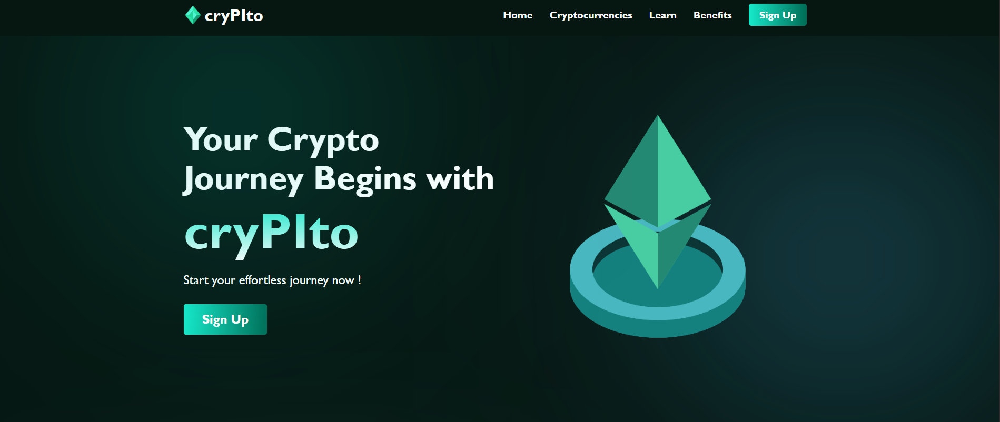 cryPIto
Home
Cryptocurrencies
Learn
Benefits
Sign Up
Your Crypto
Journey Begins with
cryPIto
Start your effortless journey now !
Sign Up